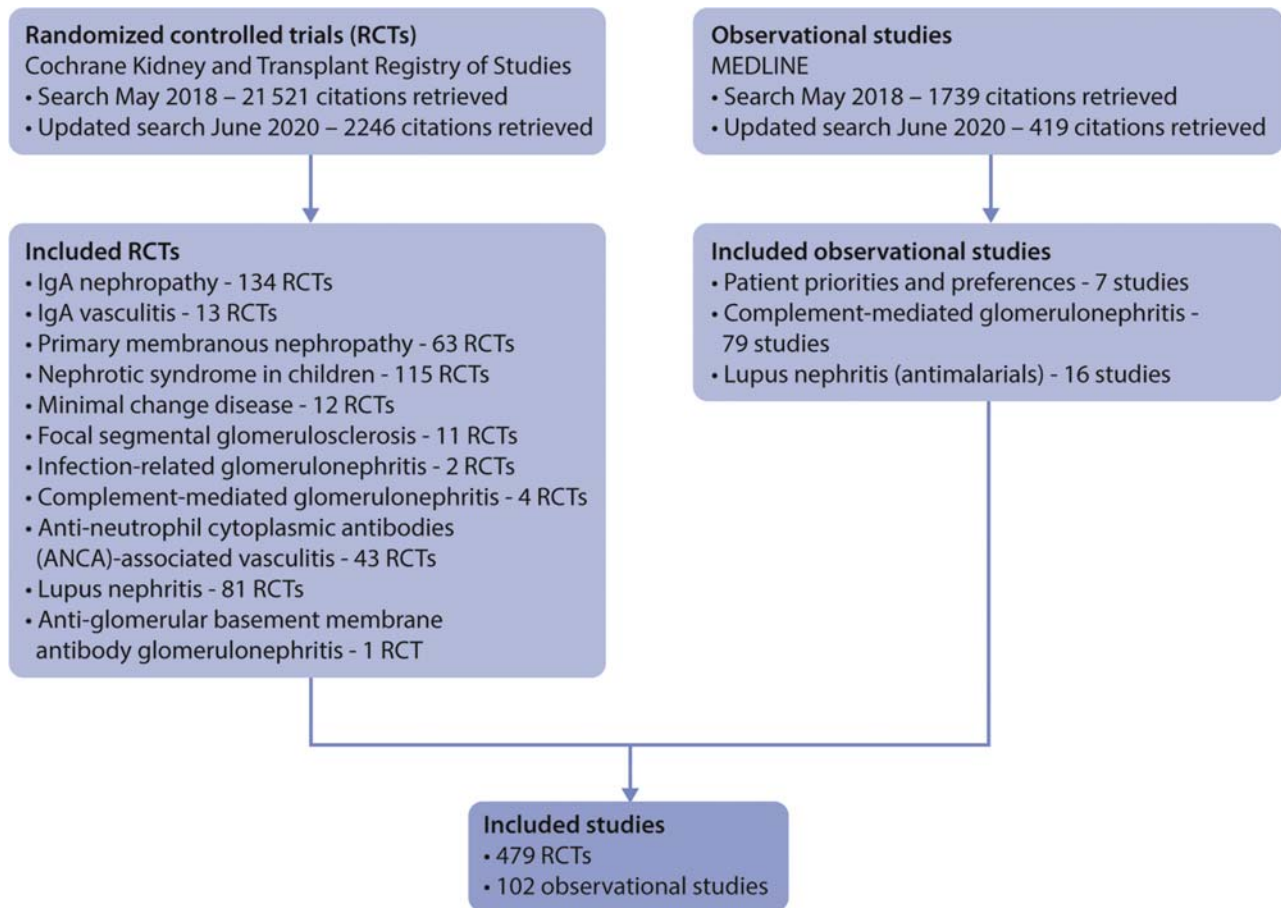 Randomized controlled trials (RCTs)
Cochrane Kidney and Transplant Registry of Studies
• Search May 2018 – 21 521 citations retrieved
• Updated search June 2020 – 2246 citations retrieved
Observational studies
MEDLINE
• Search May 2018 – 1739 citations retrieved
• Updated search June 2020 – 419 citations retrieved
Included RCTs
• IgA nephropathy - 134 RCTs
• IgA vasculitis - 13 RCTs
• Primary membranous nephropathy - 63 RCTs
• Nephrotic syndrome in children - 115 RCTs
• Minimal change disease - 12 RCTs
• Focal segmental glomerulosclerosis - 11 RCTs
• Infection-related glomerulonephritis - 2 RCTs
• Complement-mediated glomerulonephritis - 4 RCTs
• Anti-neutrophil cytoplasmic antibodies
(ANCA)-associated vasculitis - 43 RCTs
• Lupus nephritis - 81 RCTs
• Anti-glomerular basement membrane
antibody glomerulonephritis - 1 RCT
Included observational studies
• Patient priorities and preferences - 7 studies
• Complement-mediated glomerulonephritis -
79 studies
• Lupus nephritis (antimalarials) - 16 studies
Included studies
• 479 RCTs
• 102 observational studies